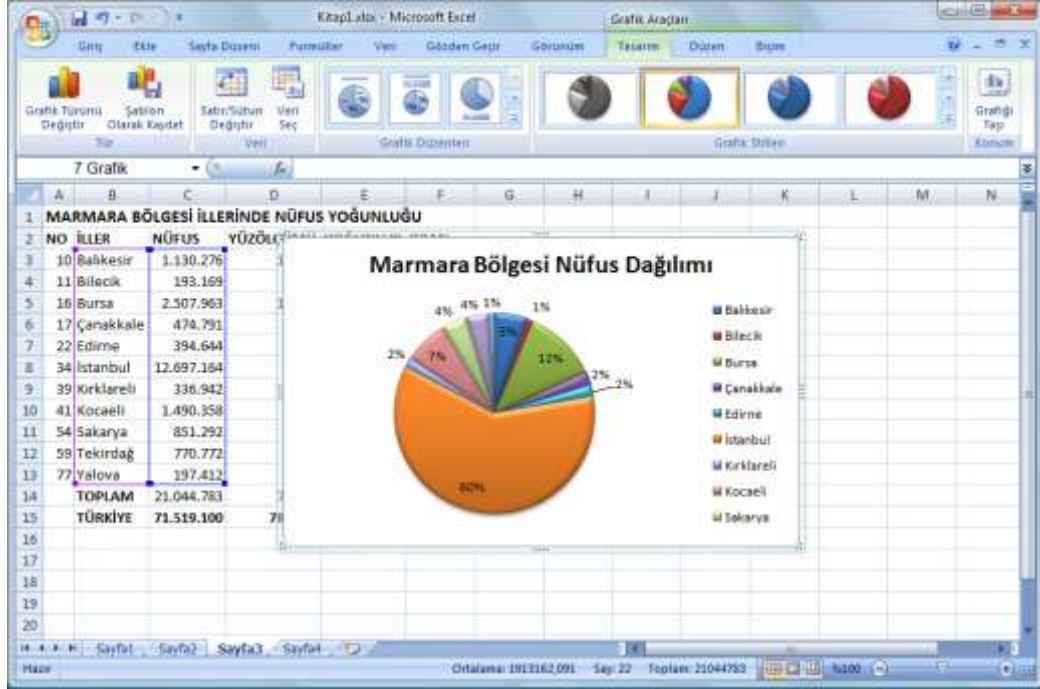 Kitap1.xlsx - Microsoft Excel
Grafik Araçları
Giriş Ekle Sayfa Düzeni Formüller Veri Gözden Geçir Görünüm Tasarım Düzen Biçim
Grafik Türünü Değiştir
Şablon Olarak Kaydet
Satır/Sütun Değiştir
Veri Seç
Grafiği Taşı
Tür Veri Grafik Düzenleri Grafik Stilleri Konum
7 Grafik
fx
A B C D E F G H I J K L M N
1 MARMARA BÖLGESİ İLLERİNDE NÜFUS YOĞUNLUĞU
2 NO İLLER NÜFUS
3 10 Balıkesir 1.130.276
4 11 Bilecik 193.169
5 16 Bursa 2.507.963
6 17 Çanakkale 474.791
7 22 Edirne 394.644
8 34 İstanbul 12.697.164
9 39 Kırklareli 336.942
10 41 Kocaeli 1.490.358
11 54 Sakarya 851.292
12 59 Tekirdağ 770.772
13 77 Yalova 197.412
14 TOPLAM 21.044.783
15 TÜRKİYE 71.519.100 78
16
17
18
19
20
Marmara Bölgesi Nüfus Dağılımı
4% 4% 1% 1%
5%
2% 7% 12%
2%
2%
60%
Balıkesir
Bilecik
Bursa
Çanakkale
Edirne
İstanbul
Kırklareli
Kocaeli
Sakarya
Sayfa1 Sayfa2 Sayfa3 Sayfa4
Hazır Ortalama: 1913162,091 Say: 22 Toplam: 21044783 %100